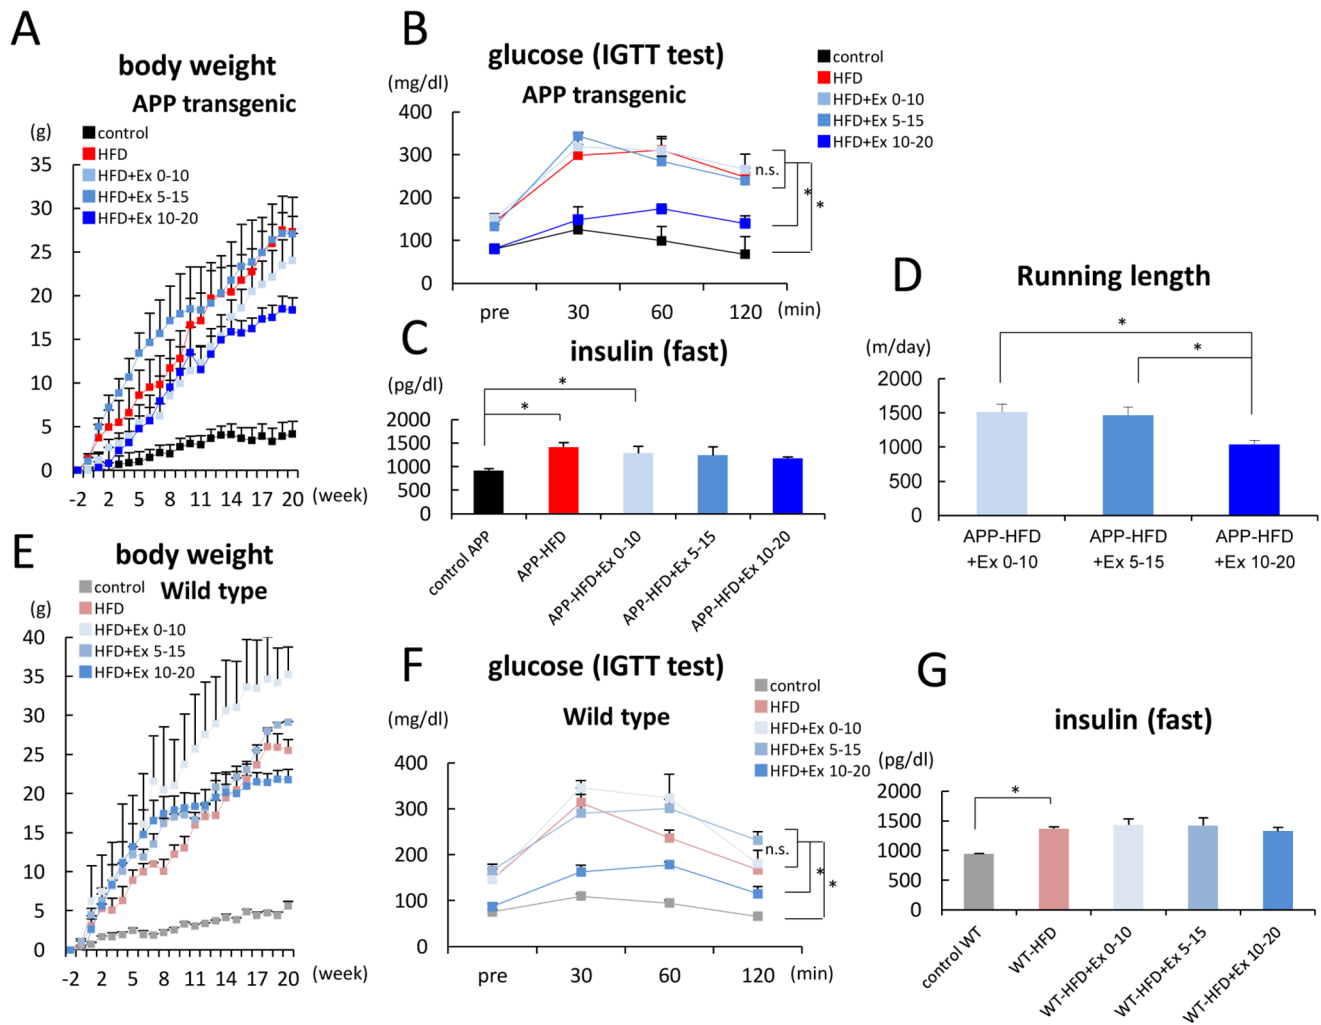 A
body weight
APP transgenic
(g)
control
HFD
HFD+Ex 0-10
HFD+Ex 5-15
HFD+Ex 10-20
35
30
25
20
15
10
5
0
-2 2 5 8 11 14 17 20 (week)
B
glucose (IGTT test)
(mg/dl)
APP transgenic
control
HFD
HFD+Ex 0-10
HFD+Ex 5-15
HFD+Ex 10-20
400
300
200
100
0
n.s.
*
*
pre 30 60 120 (min)
C
insulin (fast)
(pg/dl)
*
*
2000
1500
1000
500
0
control APP
APP-HFD
APP-HFD+Ex 0-10
APP-HFD+Ex 5-15
APP-HFD+Ex 10-20
D
Running length
(m/day)
*
*
2000
1500
1000
500
0
APP-HFD
+Ex 0-10
APP-HFD
+Ex 5-15
APP-HFD
+Ex 10-20
E
body weight
Wild type
(g)
control
HFD
HFD+Ex 0-10
HFD+Ex 5-15
HFD+Ex 10-20
40
35
30
25
20
15
10
5
0
-2 2 5 8 11 14 17 20 (week)
F
glucose (IGTT test)
(mg/dl)
Wild type
control
HFD
HFD+Ex 0-10
HFD+Ex 5-15
HFD+Ex 10-20
400
300
200
100
0
n.s.
*
*
pre 30 60 120 (min)
G
insulin (fast)
(pg/dl)
*
2000
1500
1000
500
0
control WT
WT-HFD
WT-HFD+Ex 0-10
WT-HFD+Ex 5-15
WT-HFD+Ex 10-20